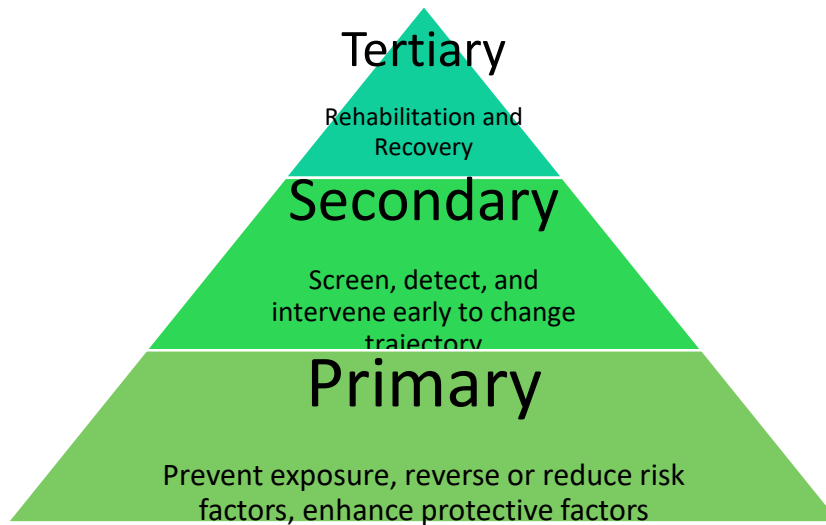 Tertiary
Rehabilitation and
Recovery
Secondary
Screen, detect, and
intervene early to change
trajectory
Primary
Prevent exposure, reverse or reduce risk
factors, enhance protective factors